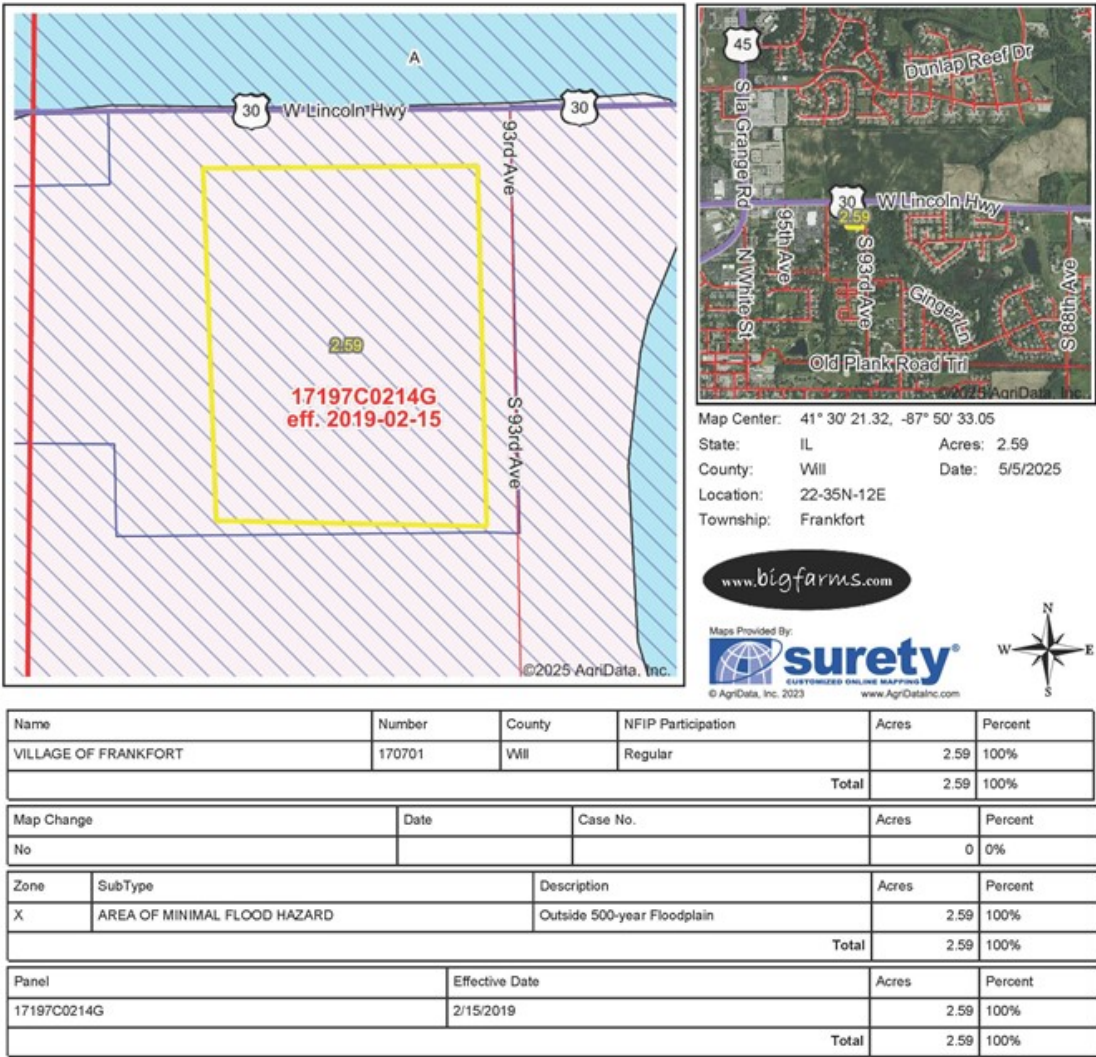 A
30 W Lincoln Hwy 30
93rd Ave
2.59
17197C0214G
eff. 2019-02-15
S 93rd Ave
©2025 AgriData, Inc.
45
Dunlap Reef Dr
S la Grange Rd
30 W Lincoln Hwy
2.59
95th Ave
S 93rd Ave
N White St
Ginger Ln
S 88th Ave
Old Plank Road Trl
©2025 AgriData, Inc.
Map Center: 41° 30' 21.32, -87° 50' 33.05
State: IL Acres: 2.59
County: Will Date: 5/5/2025
Location: 22-35N-12E
Township: Frankfort
www.bigfarms.com
Maps Provided By:
surety®
CUSTOMIZED ONLINE MAPPING
© AgriData, Inc. 2023 www.AgriDataInc.com
N
W E
S
Name Number County NFIP Participation Acres Percent
VILLAGE OF FRANKFORT 170701 Will Regular 2.59 100%
Total 2.59 100%
Map Change Date Case No. Acres Percent
No 0 0%
Zone SubType Description Acres Percent
X AREA OF MINIMAL FLOOD HAZARD Outside 500-year Floodplain 2.59 100%
Total 2.59 100%
Panel Effective Date Acres Percent
17197C0214G 2/15/2019 2.59 100%
Total 2.59 100%